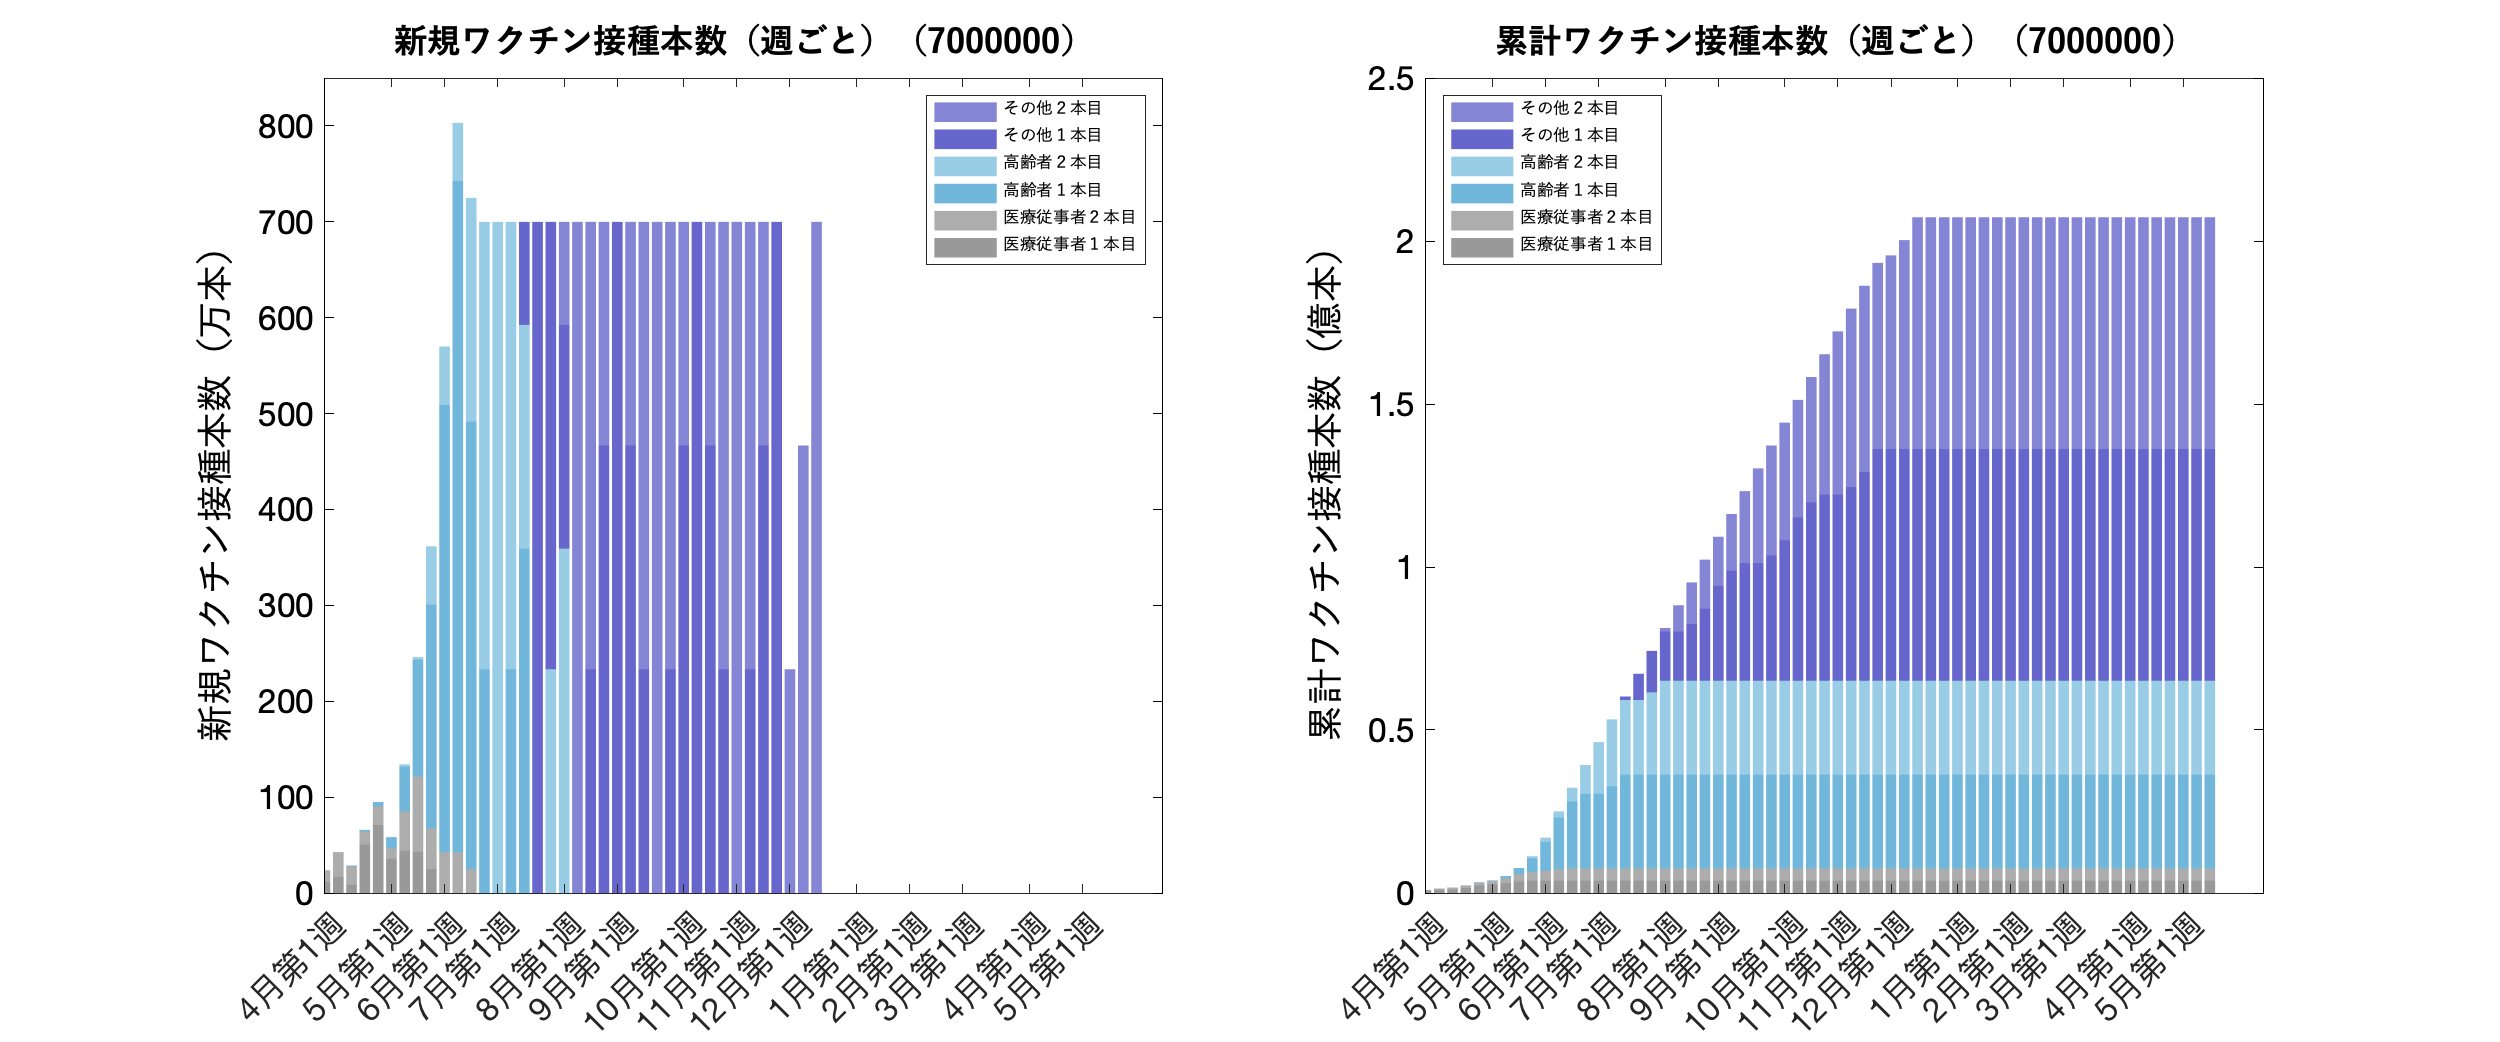 新規ワクチン接種本数（週ごと）（7000000）
新規ワクチン接種本数（万本）
800
700
600
500
400
300
200
100
0
その他２本目
その他１本目
高齢者２本目
高齢者１本目
医療従事者２本目
医療従事者１本目
4月第1週
5月第1週
6月第1週
7月第1週
8月第1週
9月第1週
10月第1週
11月第1週
12月第1週
1月第1週
2月第1週
3月第1週
4月第1週
5月第1週
累計ワクチン接種本数（週ごと）（7000000）
累計ワクチン接種本数（億本）
2.5
2
1.5
1
0.5
0
その他２本目
その他１本目
高齢者２本目
高齢者１本目
医療従事者２本目
医療従事者１本目
4月第1週
5月第1週
6月第1週
7月第1週
8月第1週
9月第1週
10月第1週
11月第1週
12月第1週
1月第1週
2月第1週
3月第1週
4月第1週
5月第1週